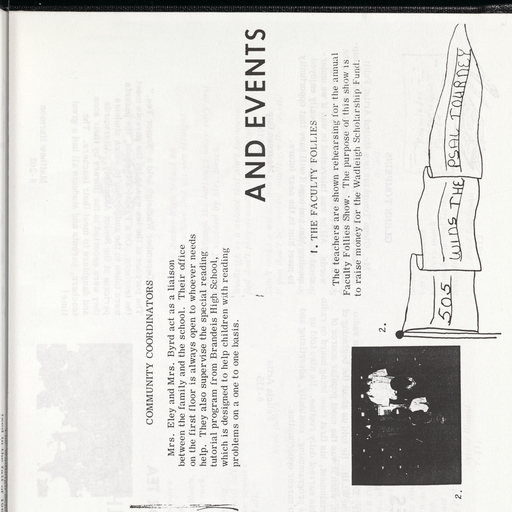 COMMUNITY COORDINATORS
Mrs. Eley and Mrs. Byrd act as a liaison
between the family and the school. Their office
on the first floor is always open to whoever needs
help. They also supervise the special reading
tutorial program from Brandeis High School,
which is designed to help children with reading
problems on a one to one basis.
AND EVENTS
1. THE FACULTY FOLLIES
The teachers are shown rehearsing for the annual
Faculty Follies Show. The purpose of this show is
to raise money for the Wadleigh Scholarship Fund.
2.
505 WINS THE PSAL TOURNEY
2.